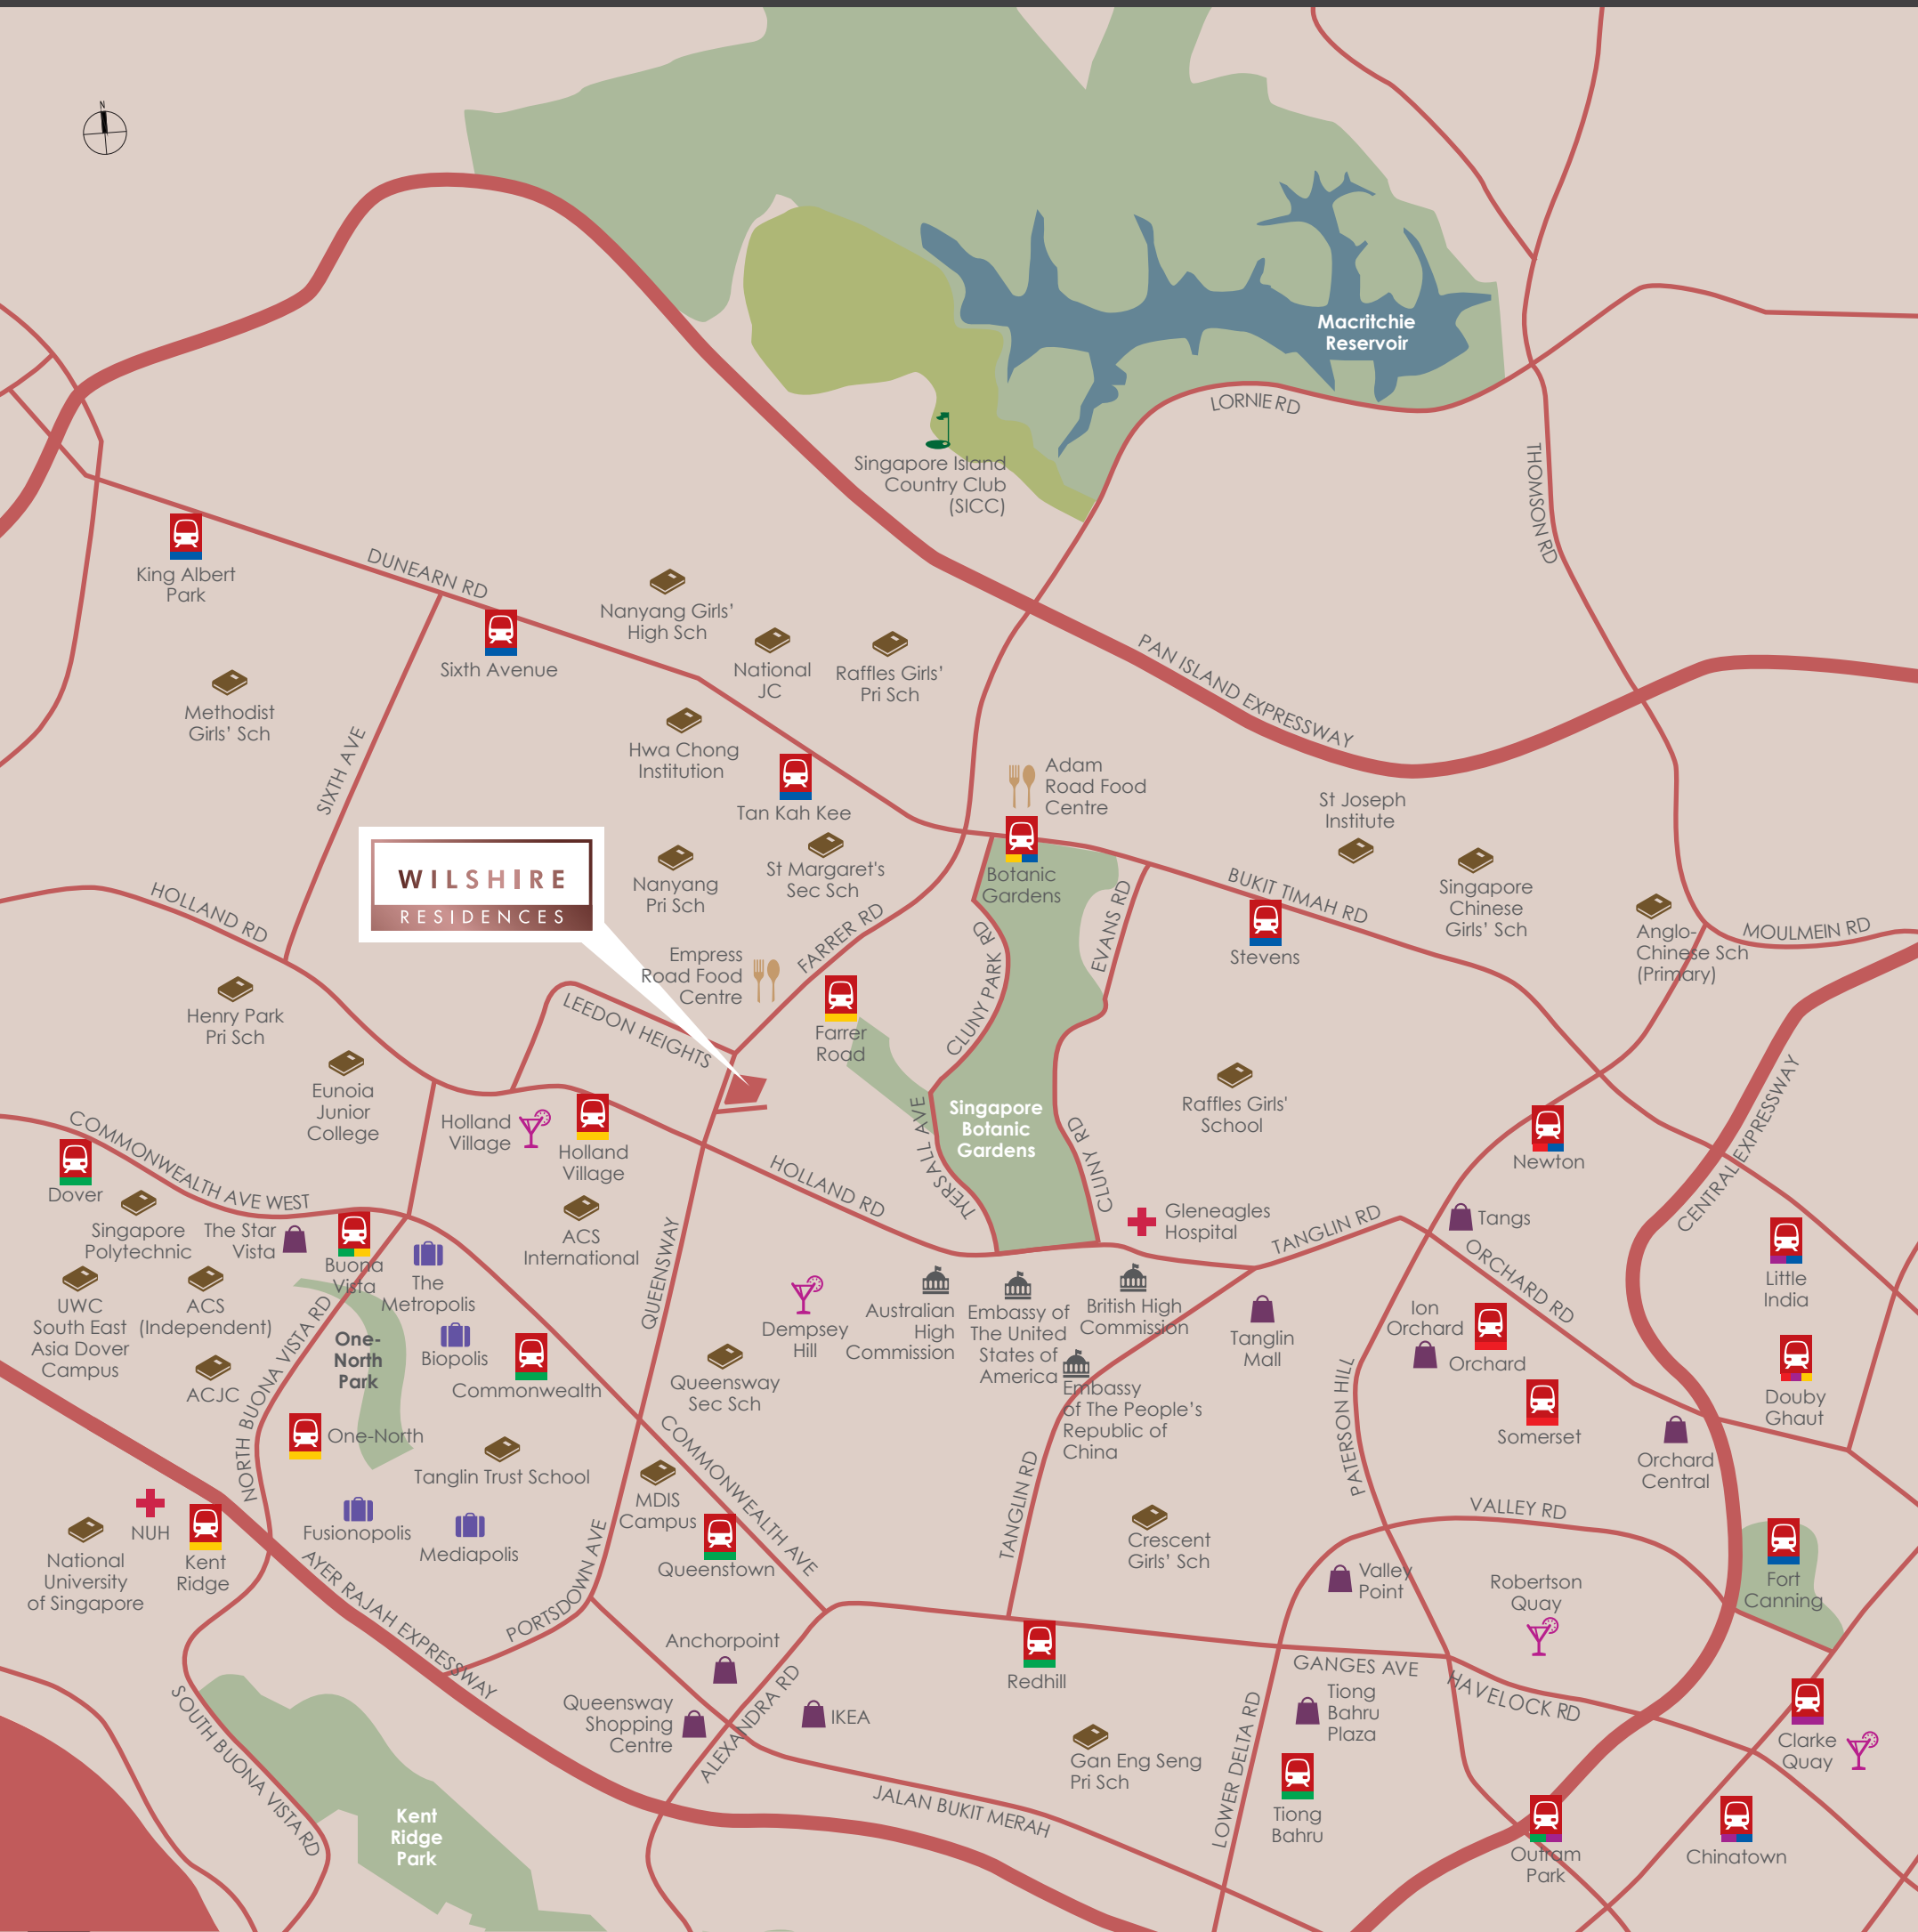 N
Macritchie
Reservoir
LORNIE RD
Singapore Island
Country Club
(SICC)
THOMSON RD
King Albert
Park
DUNEARN RD
Nanyang Girls'
High Sch
Sixth Avenue
National
JC
Raffles Girls'
Pri Sch
PAN ISLAND EXPRESSWAY
Methodist
Girls' Sch
SIXTH AVE
Hwa Chong
Institution
Tan Kah Kee
Adam
Road Food
Centre
St Joseph
Institute
WILSHIRE
RESIDENCES
Nanyang
Pri Sch
St Margaret's
Sec Sch
Botanic
Gardens
EVANS RD
BUKIT TIMAH RD
Singapore
Chinese
Girls' Sch
Anglo-
Chinese Sch
(Primary)
MOULMEIN RD
HOLLAND RD
Stevens
FARRER RD
Empress
Road Food
Centre
CLUNY PARK RD
Henry Park
Pri Sch
LEEDON HEIGHTS
Farrer
Road
Eunoia
Junior
College
Holland
Village
Holland
Village
Singapore
Botanic
Gardens
TYERSALL AVE
CLUNY RD
Raffles Girls'
School
Newton
CENTRAL EXPRESSWAY
COMMONWEALTH AVE WEST
Dover
HOLLAND RD
Singapore
Polytechnic
The Star
Vista
Buona
Vista
The
Metropolis
ACS
International
QUEENSWAY
Gleneagles
Hospital
TANGLIN RD
Tangs
ORCHARD RD
Little
India
UWC
South East
Asia Dover
Campus
ACS
(Independent)
ACJC
NORTH BUONA VISTA RD
One-
North
Park
Biopolis
Commonwealth
Dempsey
Hill
Australian
High
Commission
Embassy of
The United
States of
America
British High
Commission
Embassy
of The People's
Republic of
China
Tanglin
Mall
Ion
Orchard
Orchard
Douby
Ghaut
Queensway
Sec Sch
PATERSON HILL
Somerset
Orchard
Central
One-North
Tanglin Trust School
COMMONWEALTH AVE
MDIS
Campus
TANGLIN RD
Queenstown
NUH
Kent
Ridge
National
University
of Singapore
Fusionopolis
Mediapolis
AYER RAJAH EXPRESSWAY
PORTSDOWN AVE
Crescent
Girls' Sch
VALLEY RD
Valley
Point
Robertson
Quay
Fort
Canning
Anchorpoint
Redhill
GANGES AVE
HAVELOCK RD
SOUTH BUONA VISTA RD
Queensway
Shopping
Centre
ALEXANDRA RD
IKEA
Tiong
Bahru
Plaza
LOWER DELTA RD
Clarke
Quay
Gan Eng Seng
Pri Sch
JALAN BUKIT MERAH
Kent
Ridge
Park
Tiong
Bahru
Outram
Park
Chinatown